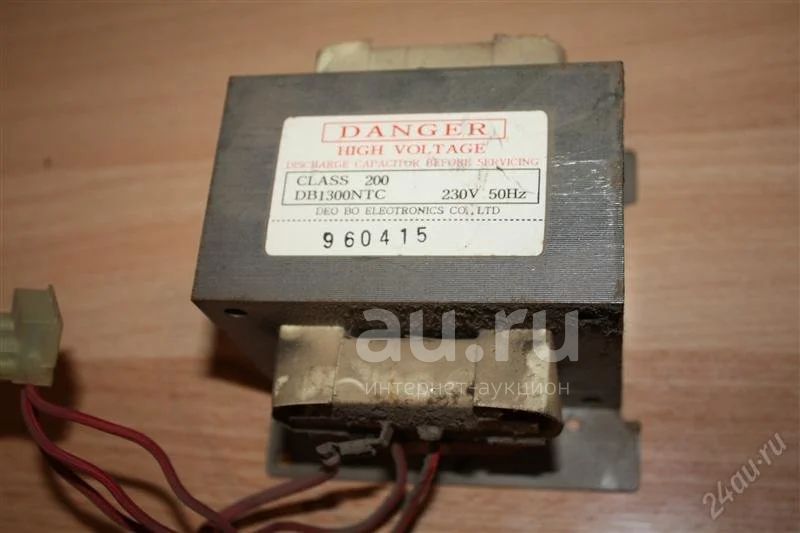 DANGER
HIGH VOLTAGE
DISCHARGE CAPACITOR BEFORE SERVICING
CLASS 200
DB1300NTC 230V 50Hz
DEO BO ELECTRONICS CO., LTD
960415
au.ru
интернет-аукцион
24au.ru